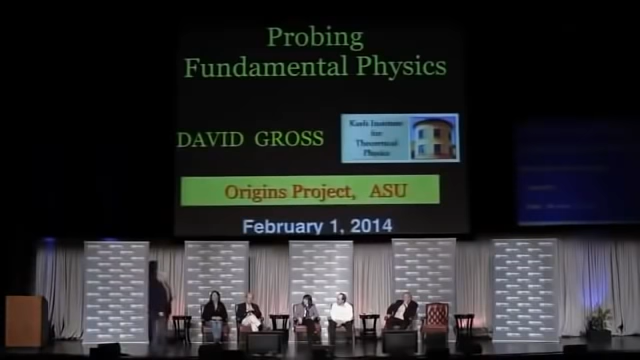 Probing
Fundamental Physics
DAVID GROSS
Kavli Institute
for
Theoretical
Physics
Origins Project, ASU
February 1, 2014